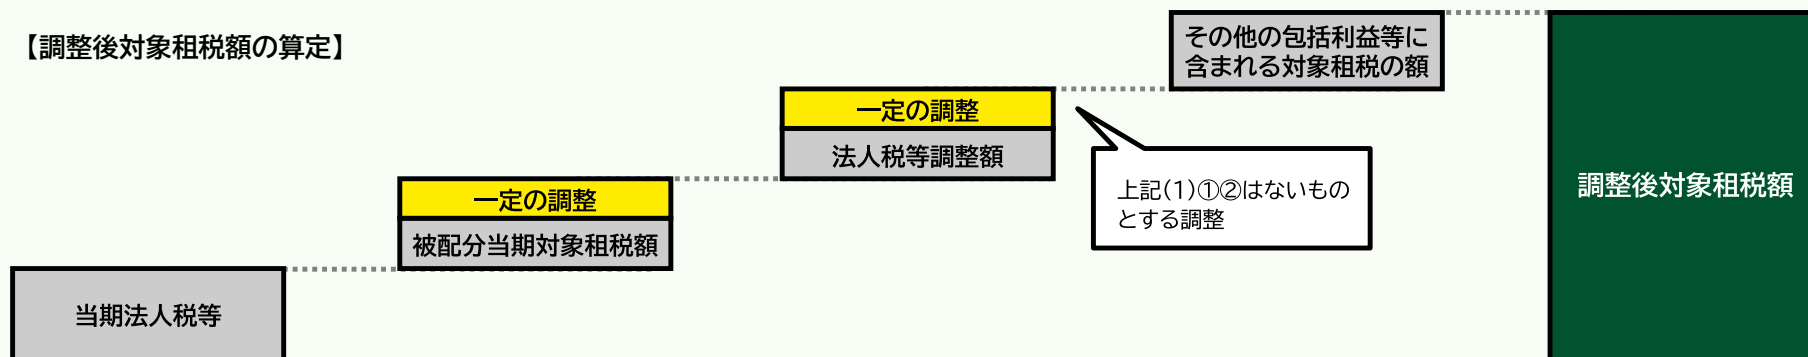 【調整後対象租税額の算定】
その他の包括利益等に
含まれる対象租税の額
一定の調整
法人税等調整額
上記(1)①②はないもの
とする調整
一定の調整
被配分当期対象租税額
当期法人税等
調整後対象租税額